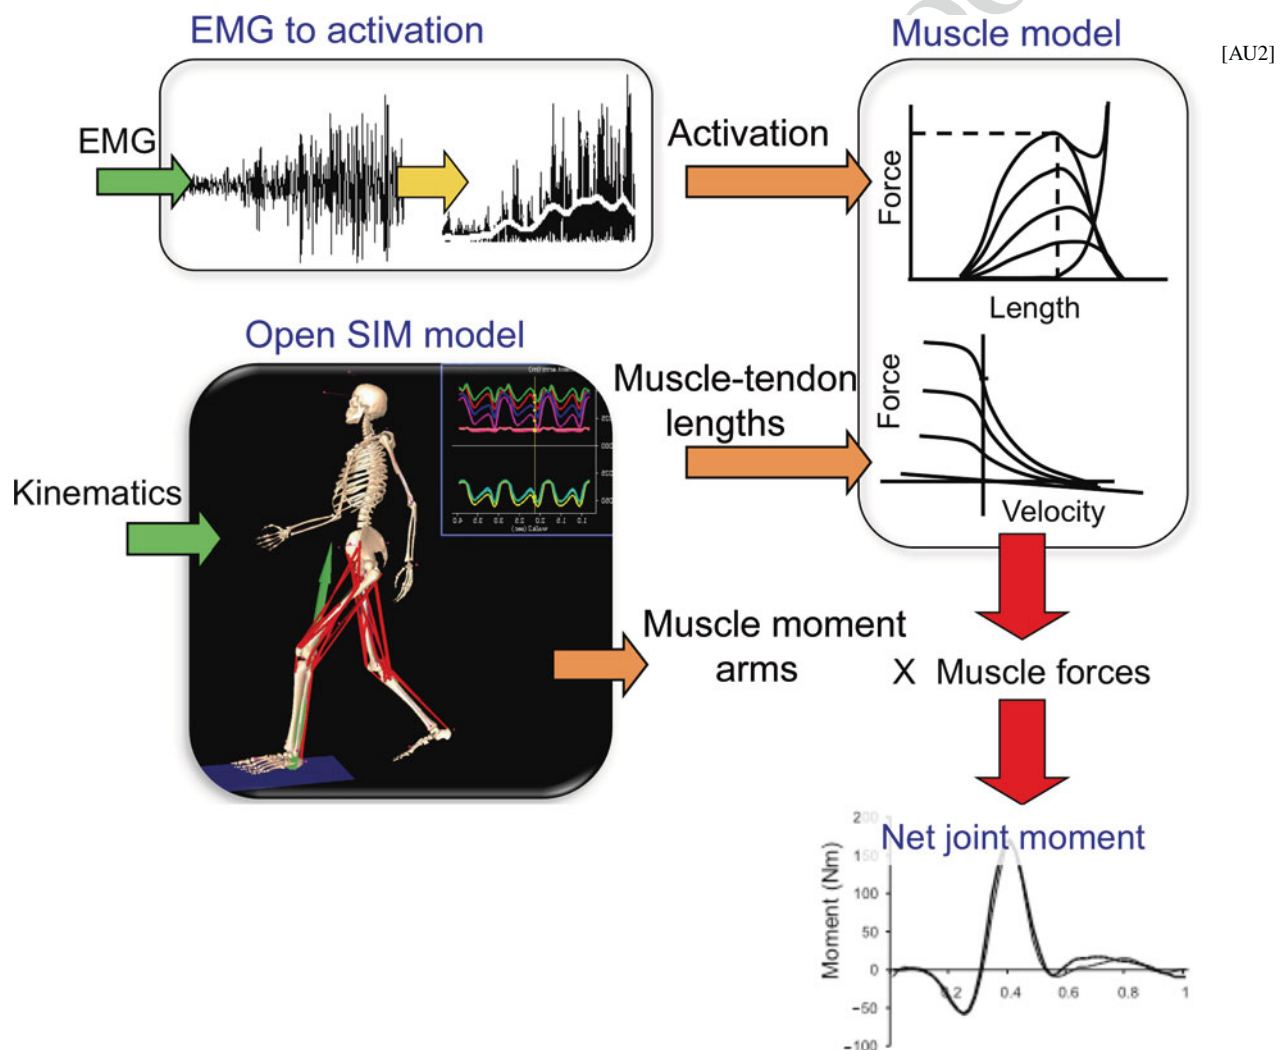 EMG to activation
Muscle model
[AU2]
EMG
Activation
Force
Length
Open SIM model
Muscle-tendon
lengths
Force
Velocity
Kinematics
Muscle moment
arms
X Muscle forces
Net joint moment
Moment (Nm)
200
150
100
50
0
−50
−100
0.2
0.4
0.6
0.8
1